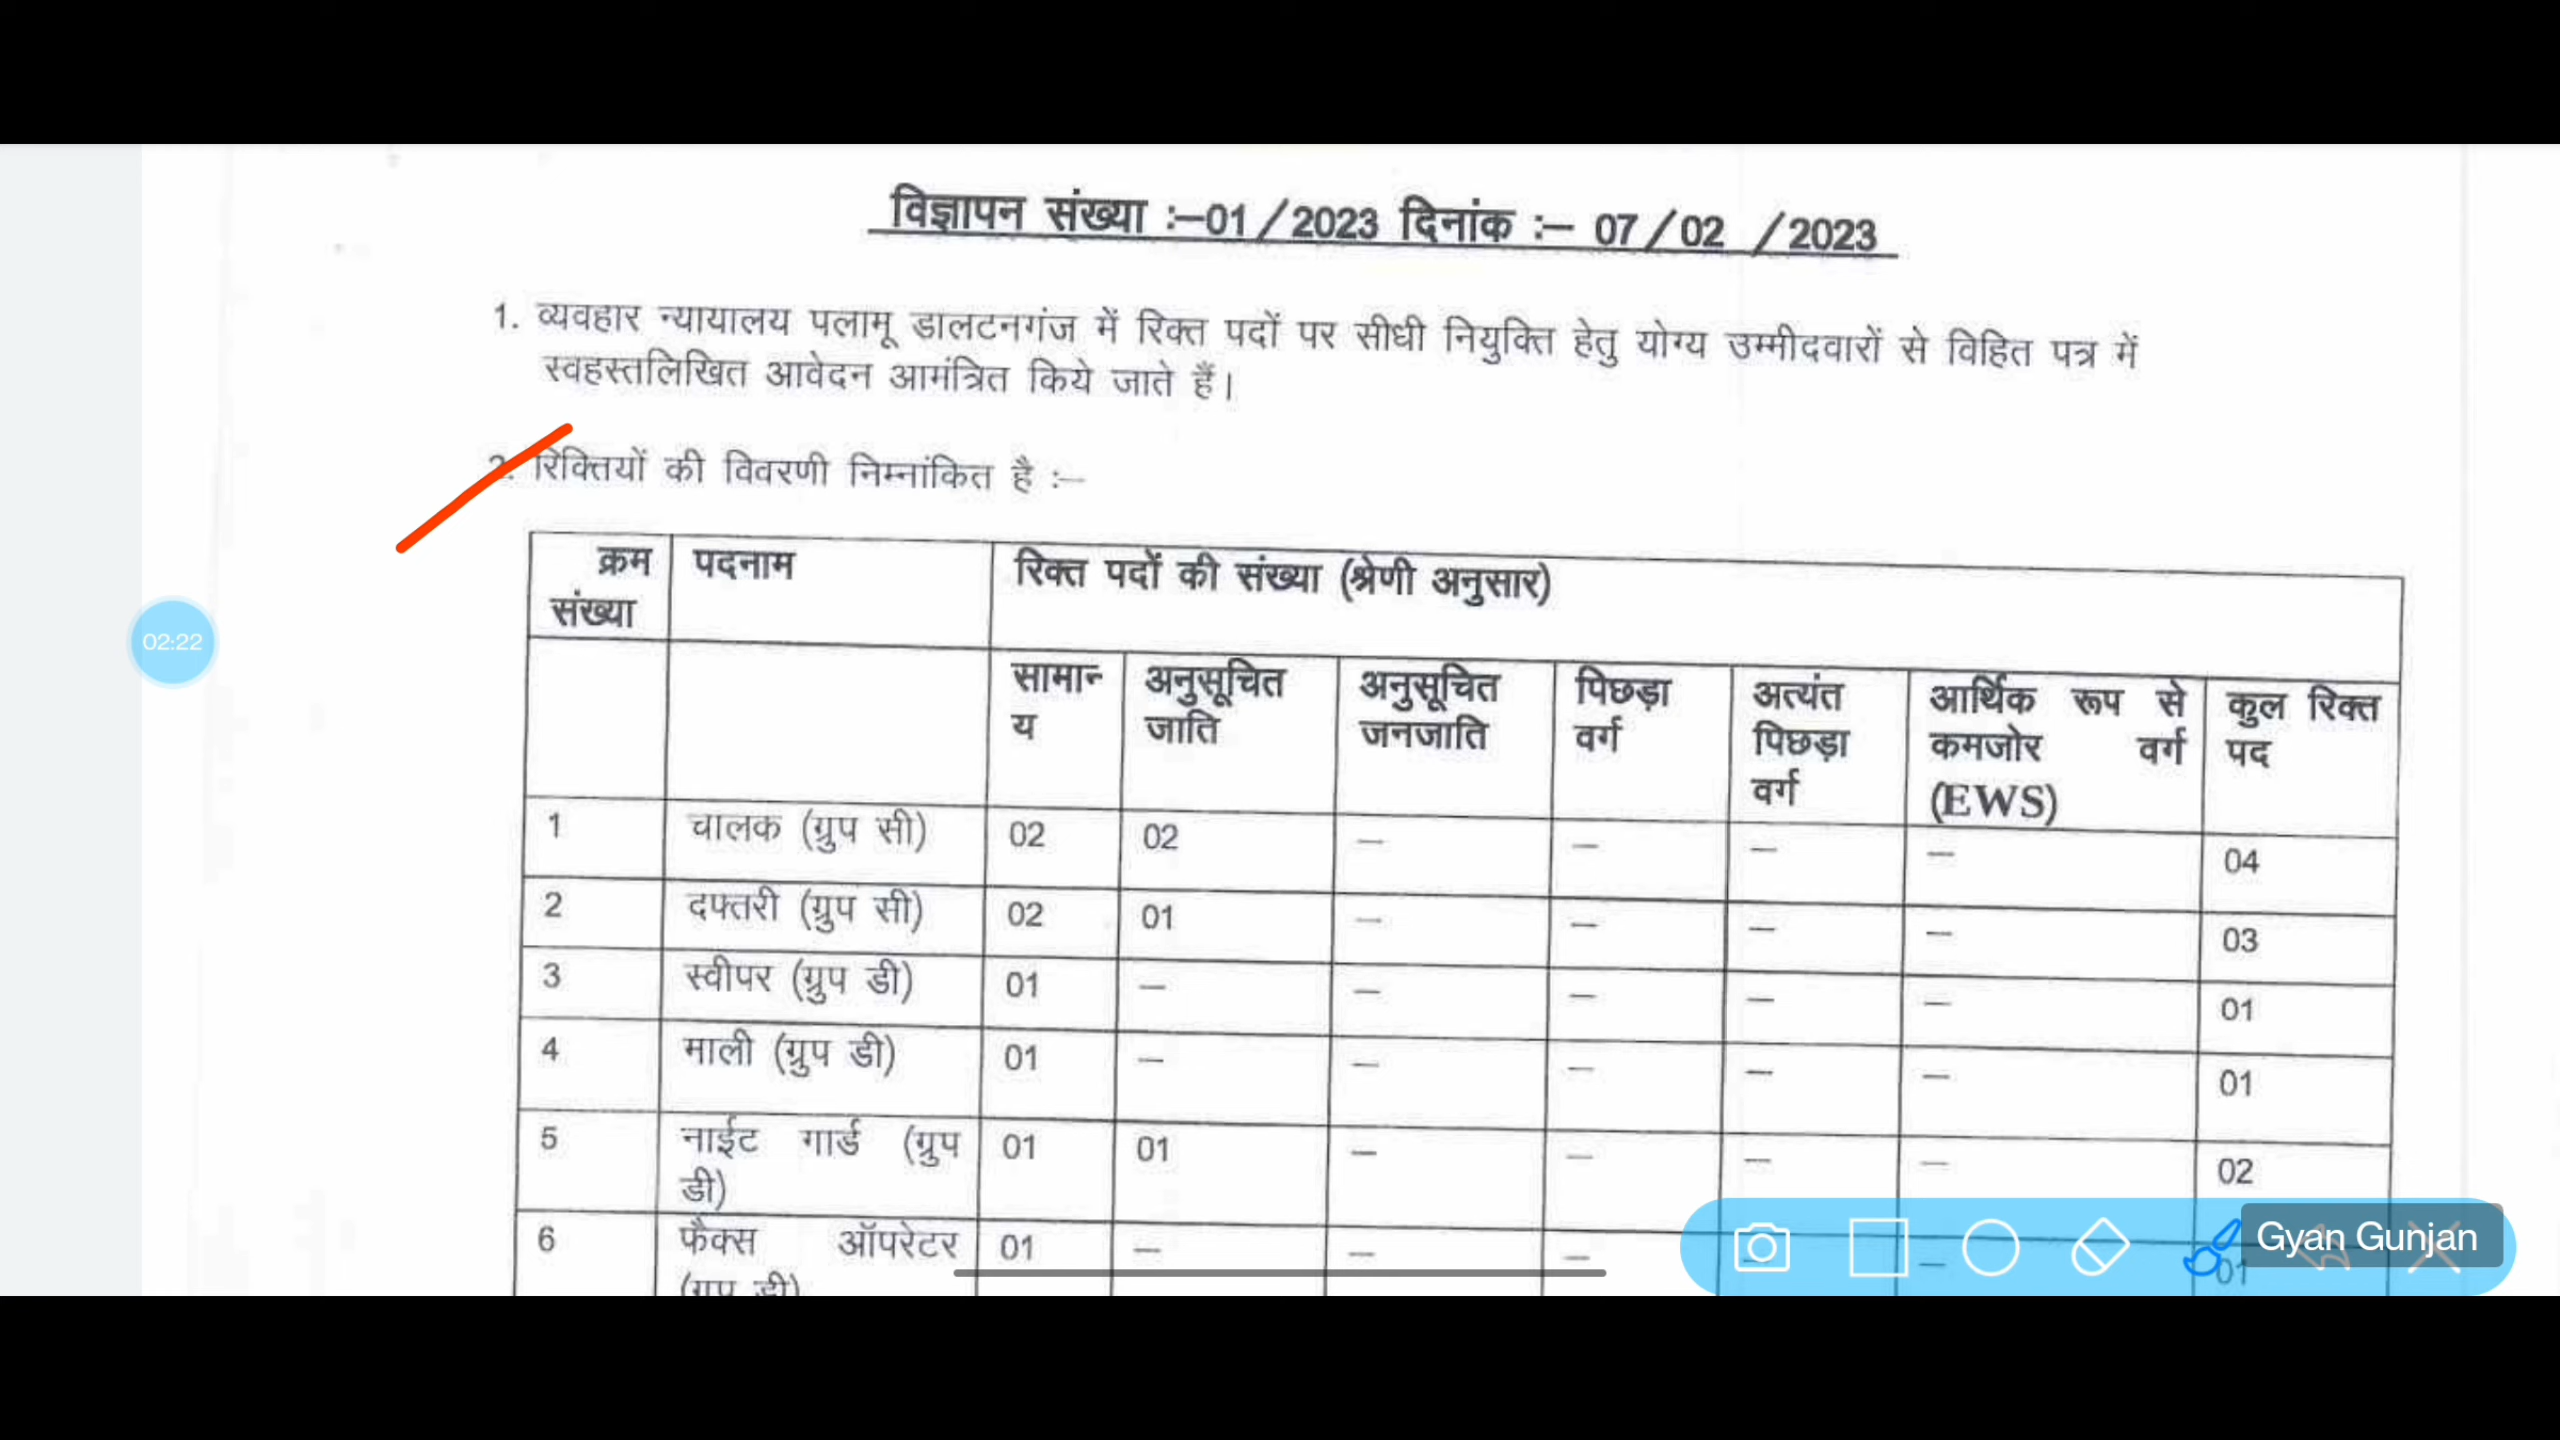 विज्ञापन संख्या :–01/2023 दिनांक :– 07/02 /2023
1. व्यवहार न्यायालय पलामू डालटनगंज में रिक्त पदों पर सीधी नियुक्ति हेतु योग्य उम्मीदवारों से विहित पत्र में
स्वहस्तलिखित आवेदन आमंत्रित किये जाते हैं।
2. रिक्तियों की विवरणी निम्नांकित है :–
क्रम संख्या पदनाम रिक्त पदों की संख्या (श्रेणी अनुसार)
सामान्य अनुसूचित जाति अनुसूचित जनजाति पिछड़ा वर्ग अत्यंत पिछड़ा वर्ग आर्थिक रूप से कमजोर वर्ग (EWS) कुल रिक्त पद
02:22
1 चालक (ग्रुप सी) 02 02 – – – – 04
2 दफ्तरी (ग्रुप सी) 02 01 – – – – 03
3 स्वीपर (ग्रुप डी) 01 – – – – – 01
4 माली (ग्रुप डी) 01 – – – – – 01
5 नाईट गार्ड (ग्रुप डी) 01 01 – – – – 02
6 फैक्स ऑपरेटर 01 – – – – – 01
(ग्रुप डी)
Gyan Gunjan